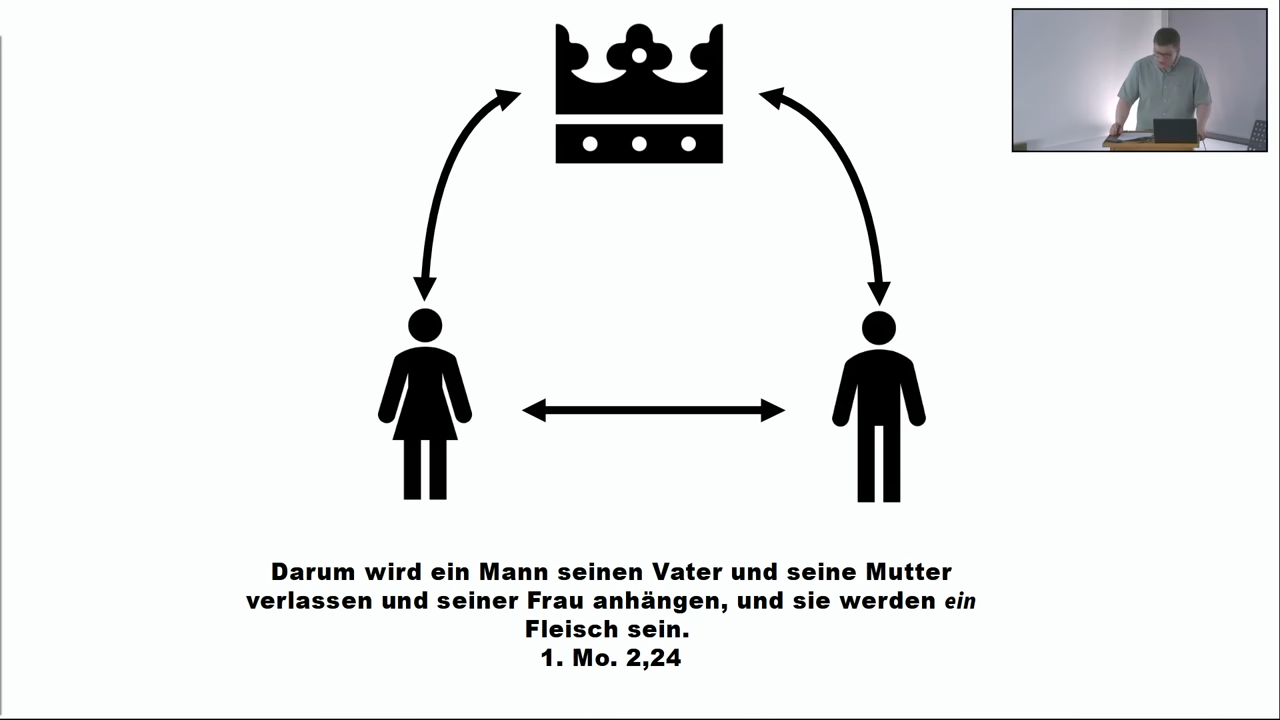 Darum wird ein Mann seinen Vater und seine Mutter
verlassen und seiner Frau anhängen, und sie werden ein
Fleisch sein.
1. Mo. 2,24